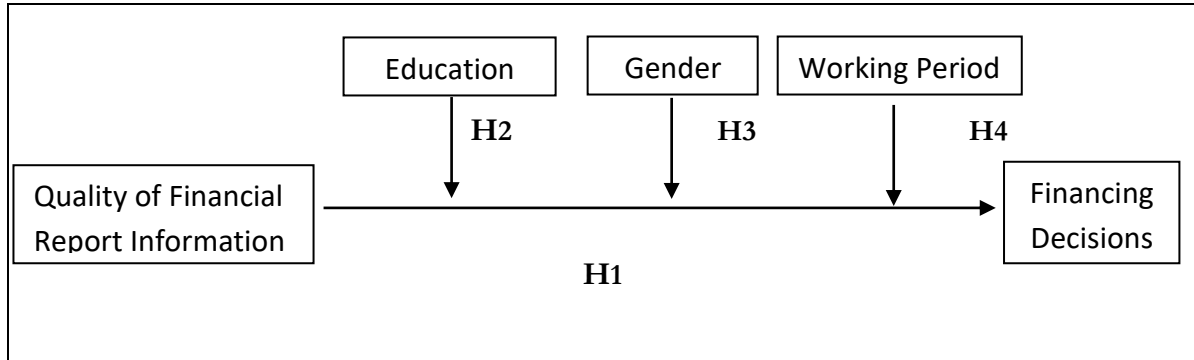 Education
Gender
Working Period
H2
H3
H4
Quality of Financial
Report Information
Financing
Decisions
H1